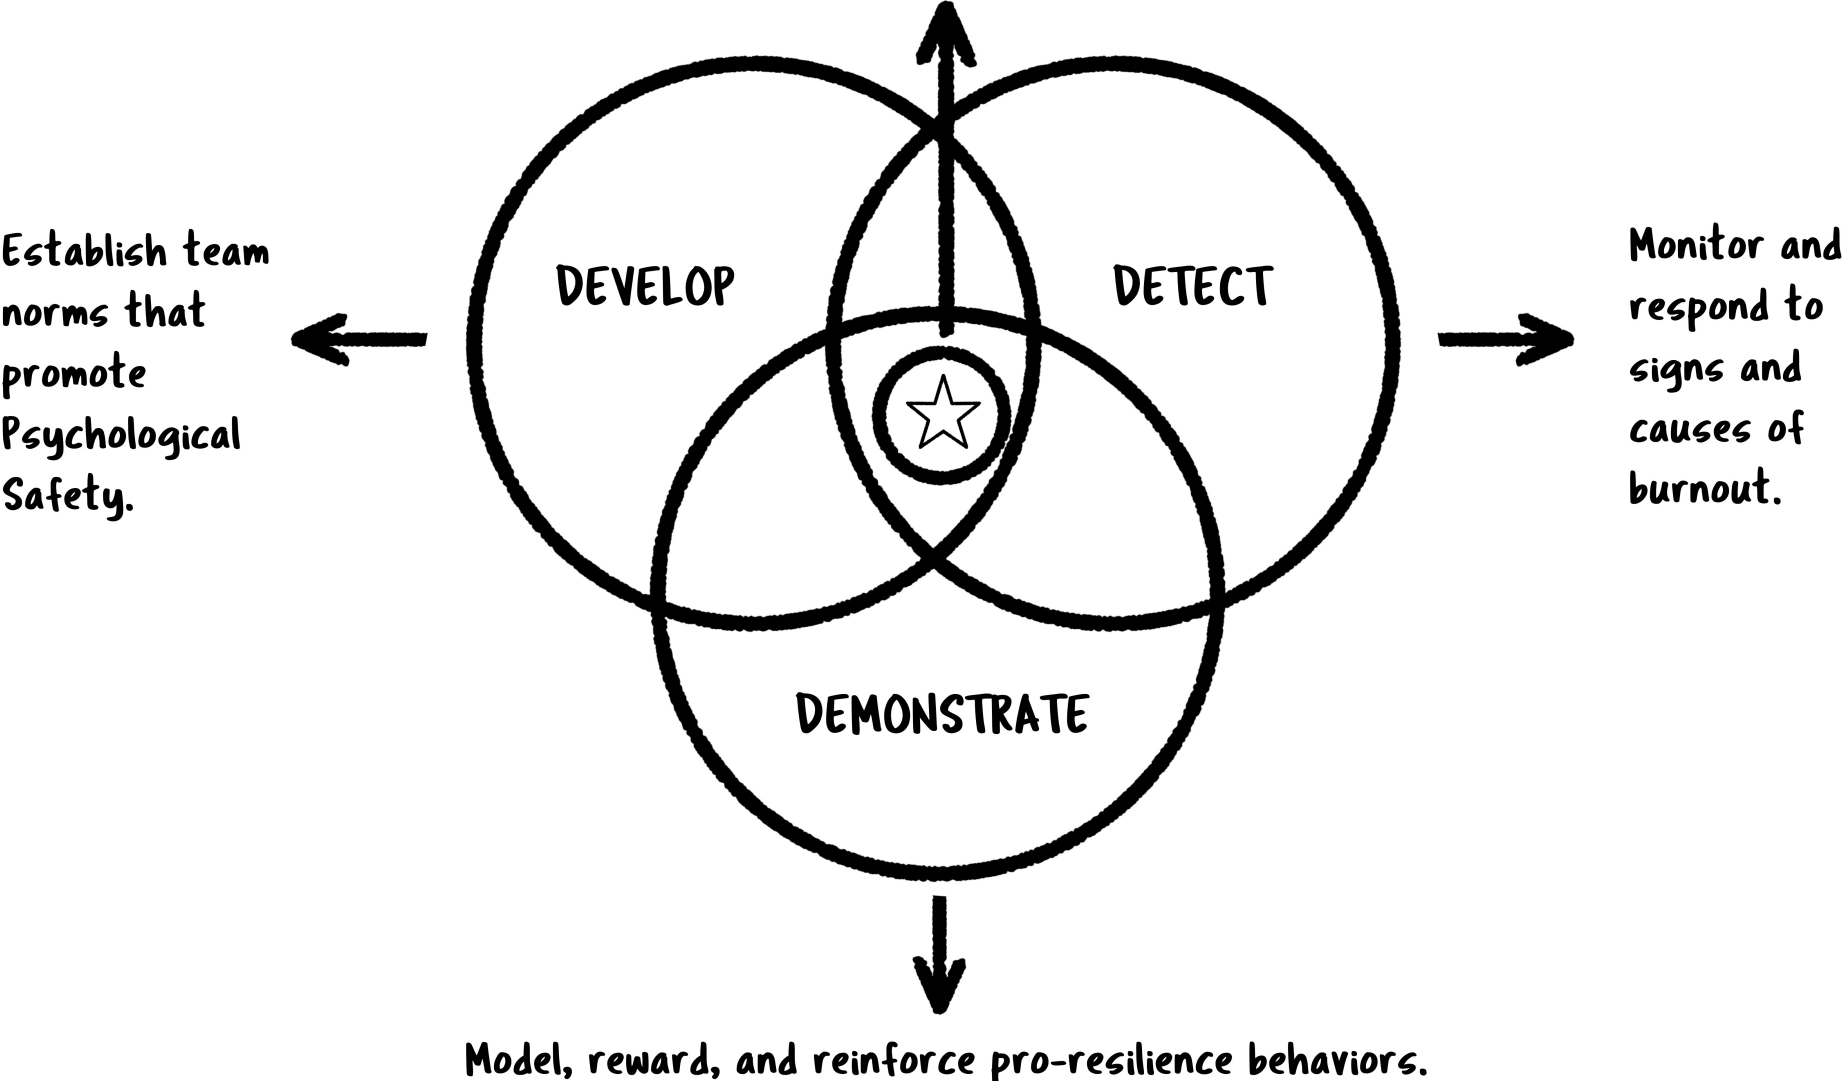 DEVELOP
DETECT
DEMONSTRATE
Establish team
norms that
promote
Psychological
Safety.
Monitor and
respond to
signs and
causes of
burnout.
Model, reward, and reinforce pro-resilience behaviors.